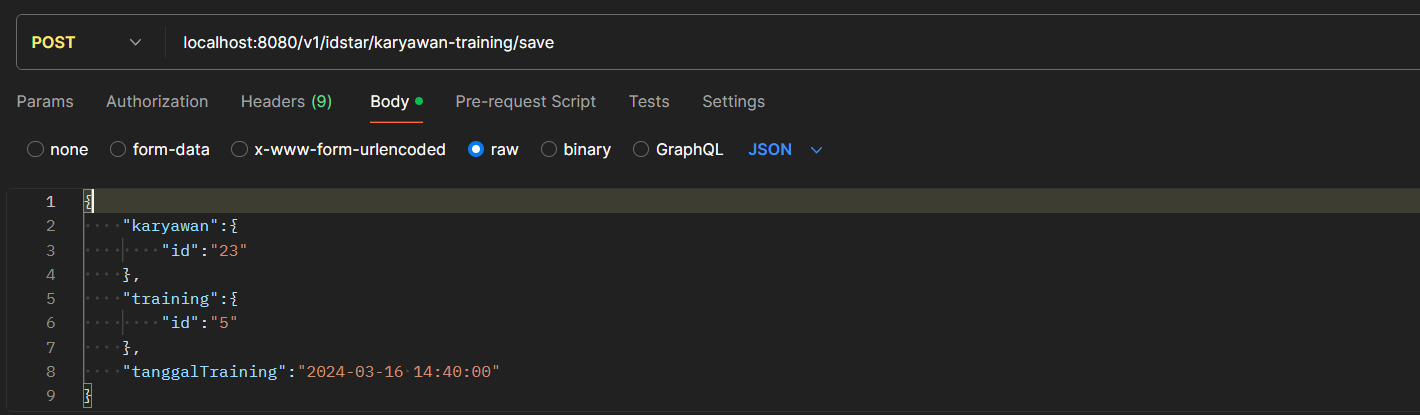 POST localhost:8080/v1/idstar/karyawan-training/save
Params Authorization Headers (9) Body Pre-request Script Tests Settings
none form-data x-www-form-urlencoded raw binary GraphQL JSON
1 {
2 "karyawan":{
3 "id":"23"
4 },
5 "training":{
6 "id":"5"
7 },
8 "tanggalTraining":"2024-03-16 14:40:00"
9 }